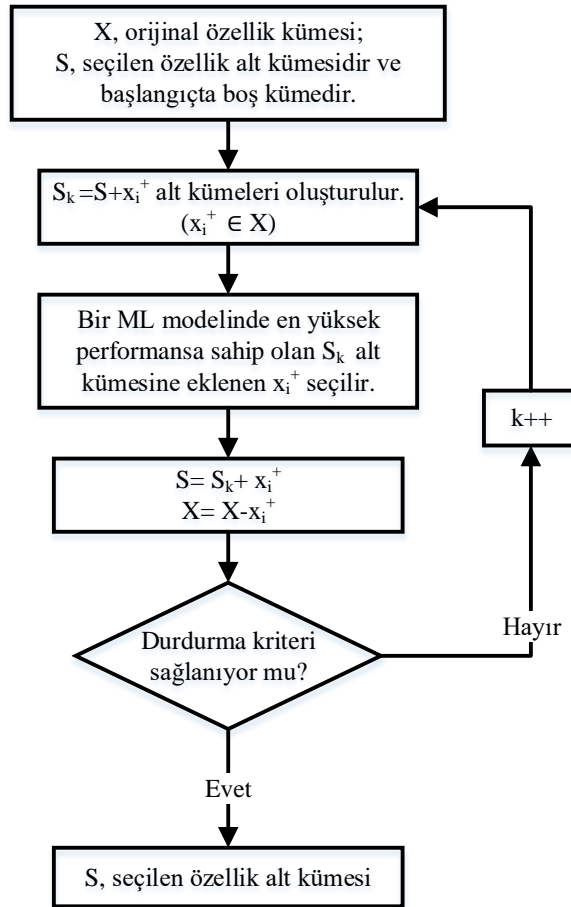 X, orijinal özellik kümesi;
S, seçilen özellik alt kümesidir ve
başlangıçta boş kümedir.
Sₖ =S+xᵢ⁺ alt kümeleri oluşturulur.
(xᵢ⁺ ∈ X)
Bir ML modelinde en yüksek
performansa sahip olan Sₖ alt
kümesine eklenen xᵢ⁺ seçilir.
k++
S= Sₖ+ xᵢ⁺
X= X-xᵢ⁺
Durdurma kriteri
sağlanıyor mu?
Hayır
Evet
S, seçilen özellik alt kümesi